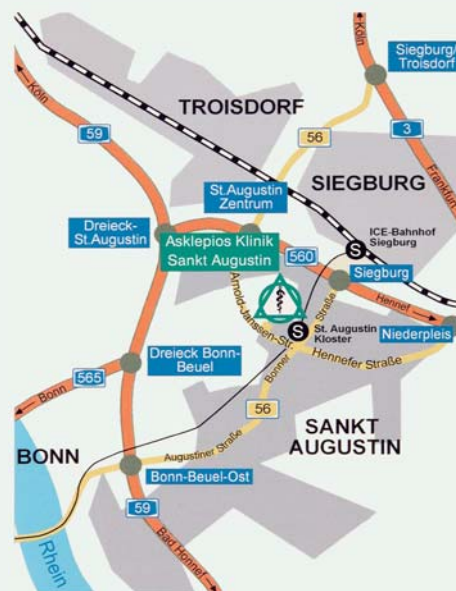 Köln
Siegburg/
Troisdorf
Köln
TROISDORF
59
56
3
SIEGBURG
Frankfurt
St.Augustin
Zentrum
Dreieck-
St.Augustin
Asklepios Klinik
Sankt Augustin
ICE-Bahnhof
Siegburg
S
560
Siegburg
Hennef
Arnold-Janssen-Str.
Straße
S
St. Augustin
Kloster
Niederpleis
Hennefer Straße
Dreieck Bonn-
Beuel
Bonn
565
Bonner
56
SANKT
AUGUSTIN
BONN
Augustiner Straße
Bonn-Beuel-Ost
59
Bad Honnef
Rhein